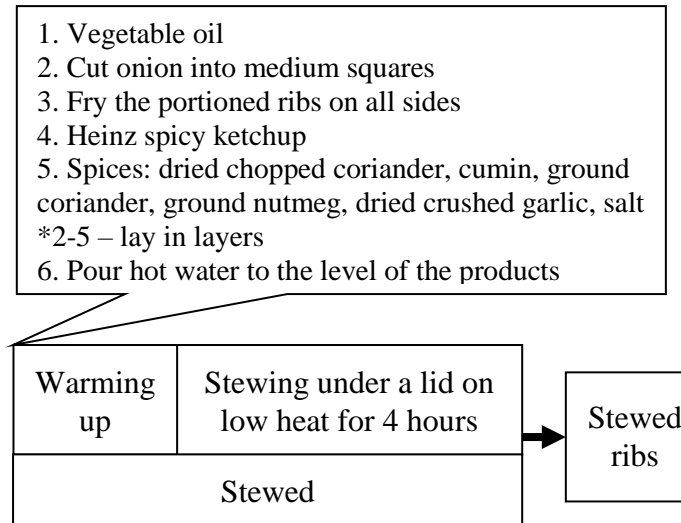 1. Vegetable oil
2. Cut onion into medium squares
3. Fry the portioned ribs on all sides
4. Heinz spicy ketchup
5. Spices: dried chopped coriander, cumin, ground
coriander, ground nutmeg, dried crushed garlic, salt
*2-5 – lay in layers
6. Pour hot water to the level of the products
Warming
up
Stewing under a lid on
low heat for 4 hours
Stewed
Stewed
ribs